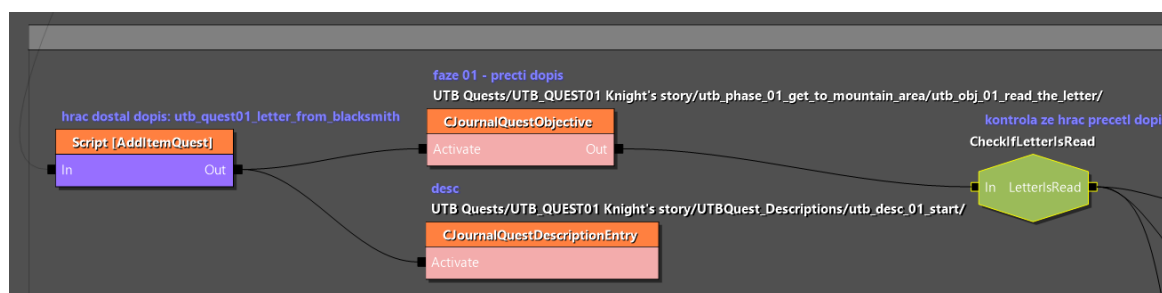 faze 01 - precti dopis
UTB Quests/UTB_QUEST01 Knight's story/utb_phase_01_get_to_mountain_area/utb_obj_01_read_the_letter/
hrac dostal dopis: utb_quest01_letter_from_blacksmith
CJournalQuestObjective
kontrola ze hrac precetl dopi
Script [AddItemQuest]
Activate Out
CheckIfLetterIsRead
In Out
desc
In LetterIsRead
UTB Quests/UTB_QUEST01 Knight's story/UTBQuest_Descriptions/utb_desc_01_start/
CJournalQuestDescriptionEntry
Activate